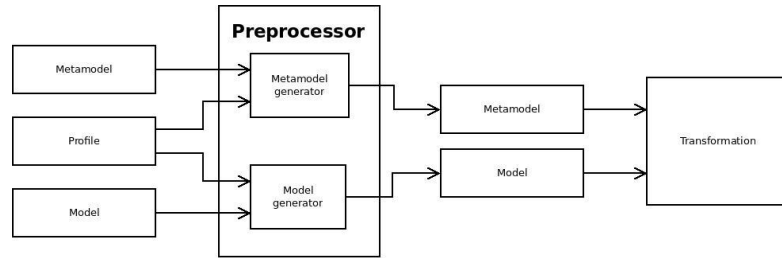 Preprocessor
Metamodel
Metamodel
generator
Metamodel
Profile
Transformation
Model
Model
generator
Model